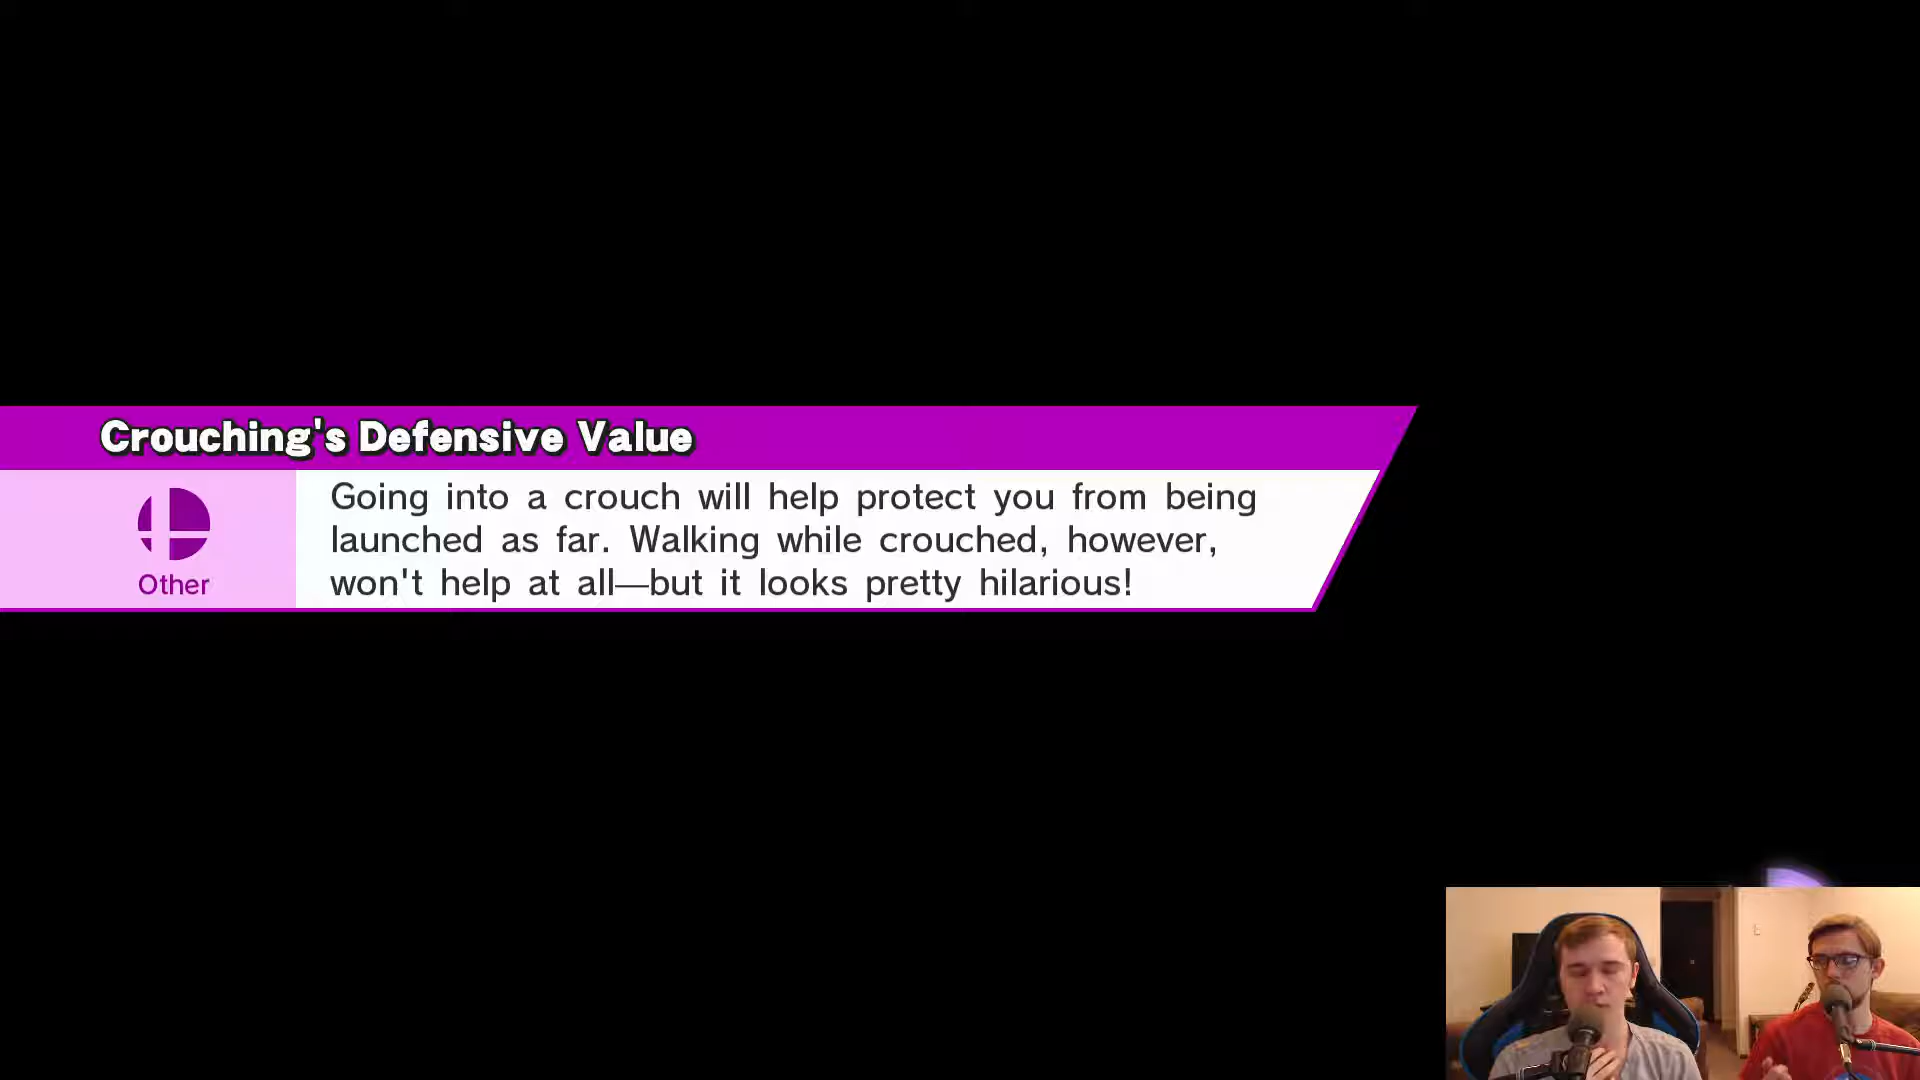 Crouching's Defensive Value
Going into a crouch will help protect you from being
launched as far. Walking while crouched, however,
won't help at all—but it looks pretty hilarious!
Other